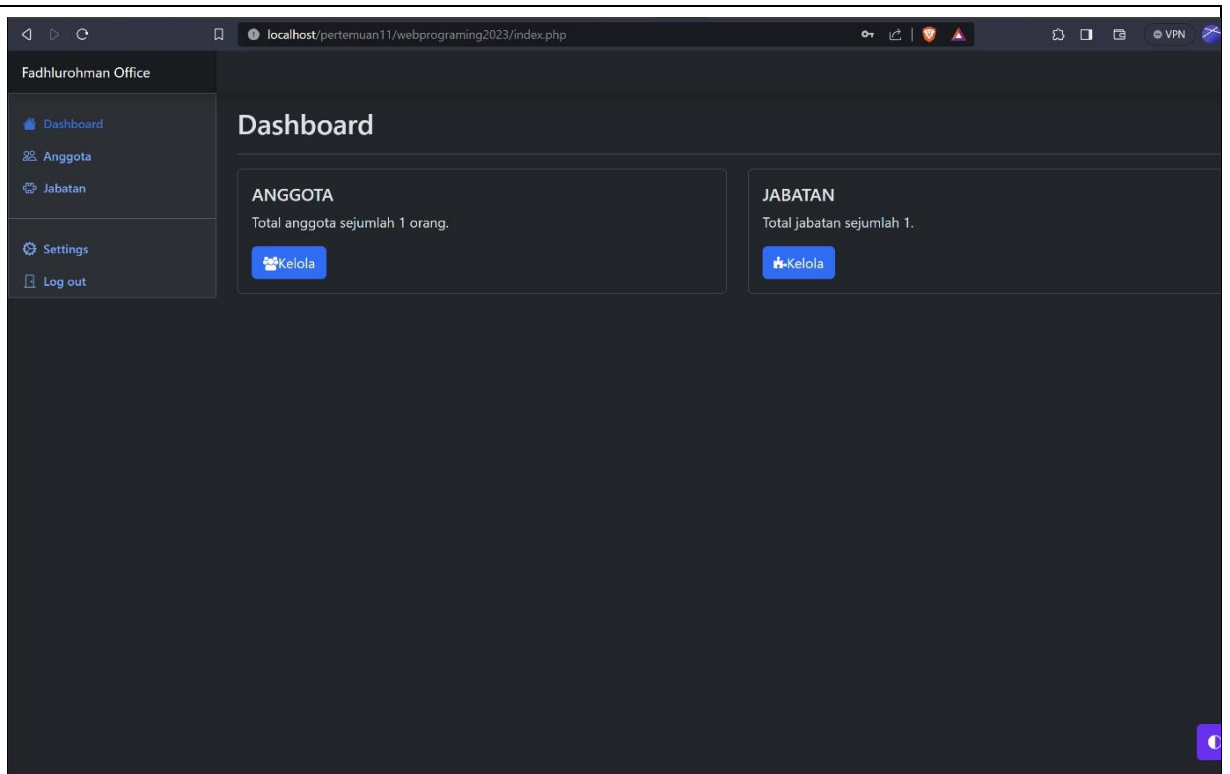 localhost/pertemuan11/webprograming2023/index.php
VPN
Fadhlurohman Office
Dashboard
Anggota
Jabatan
Settings
Log out
Dashboard
ANGGOTA
Total anggota sejumlah 1 orang.
Kelola
JABATAN
Total jabatan sejumlah 1.
Kelola